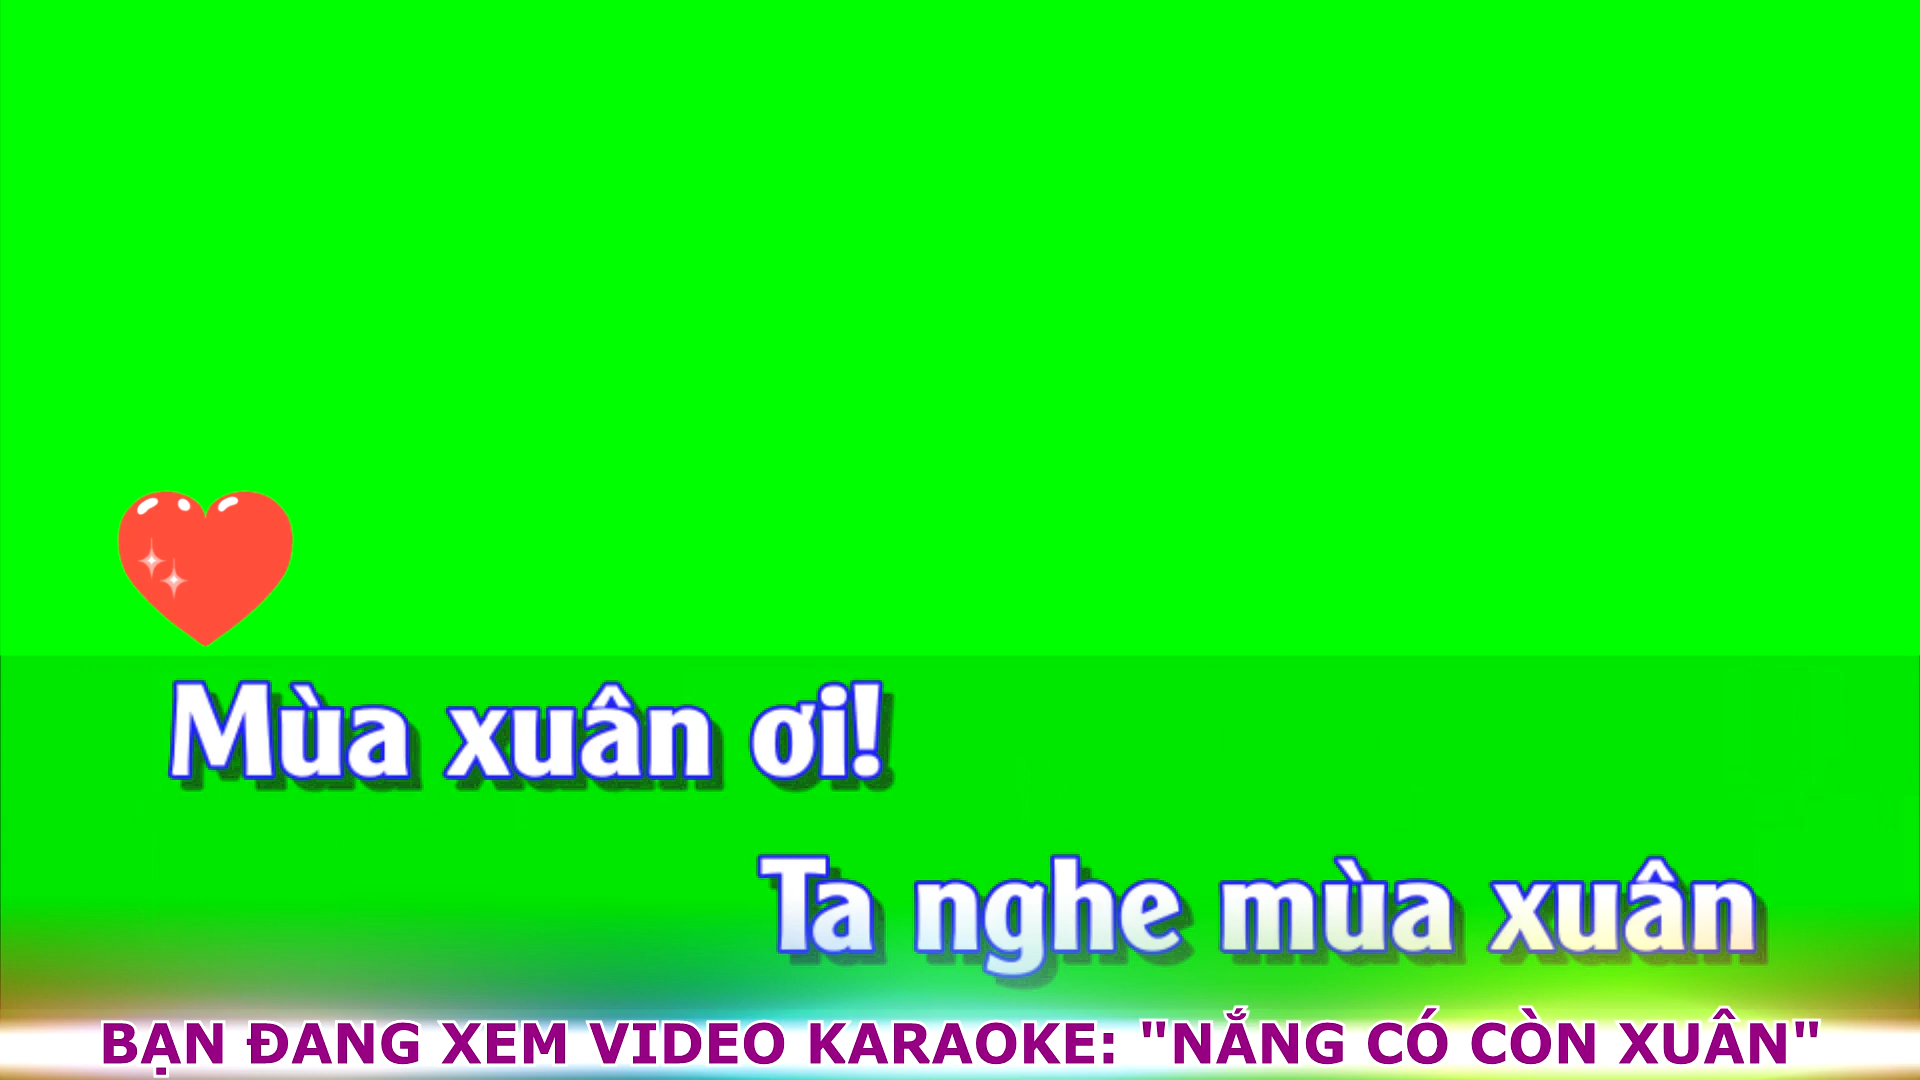 Mùa xuân ơi!
Ta nghe mùa xuân
BẠN ĐANG XEM VIDEO KARAOKE: "NẮNG CÓ CÒN XUÂN"